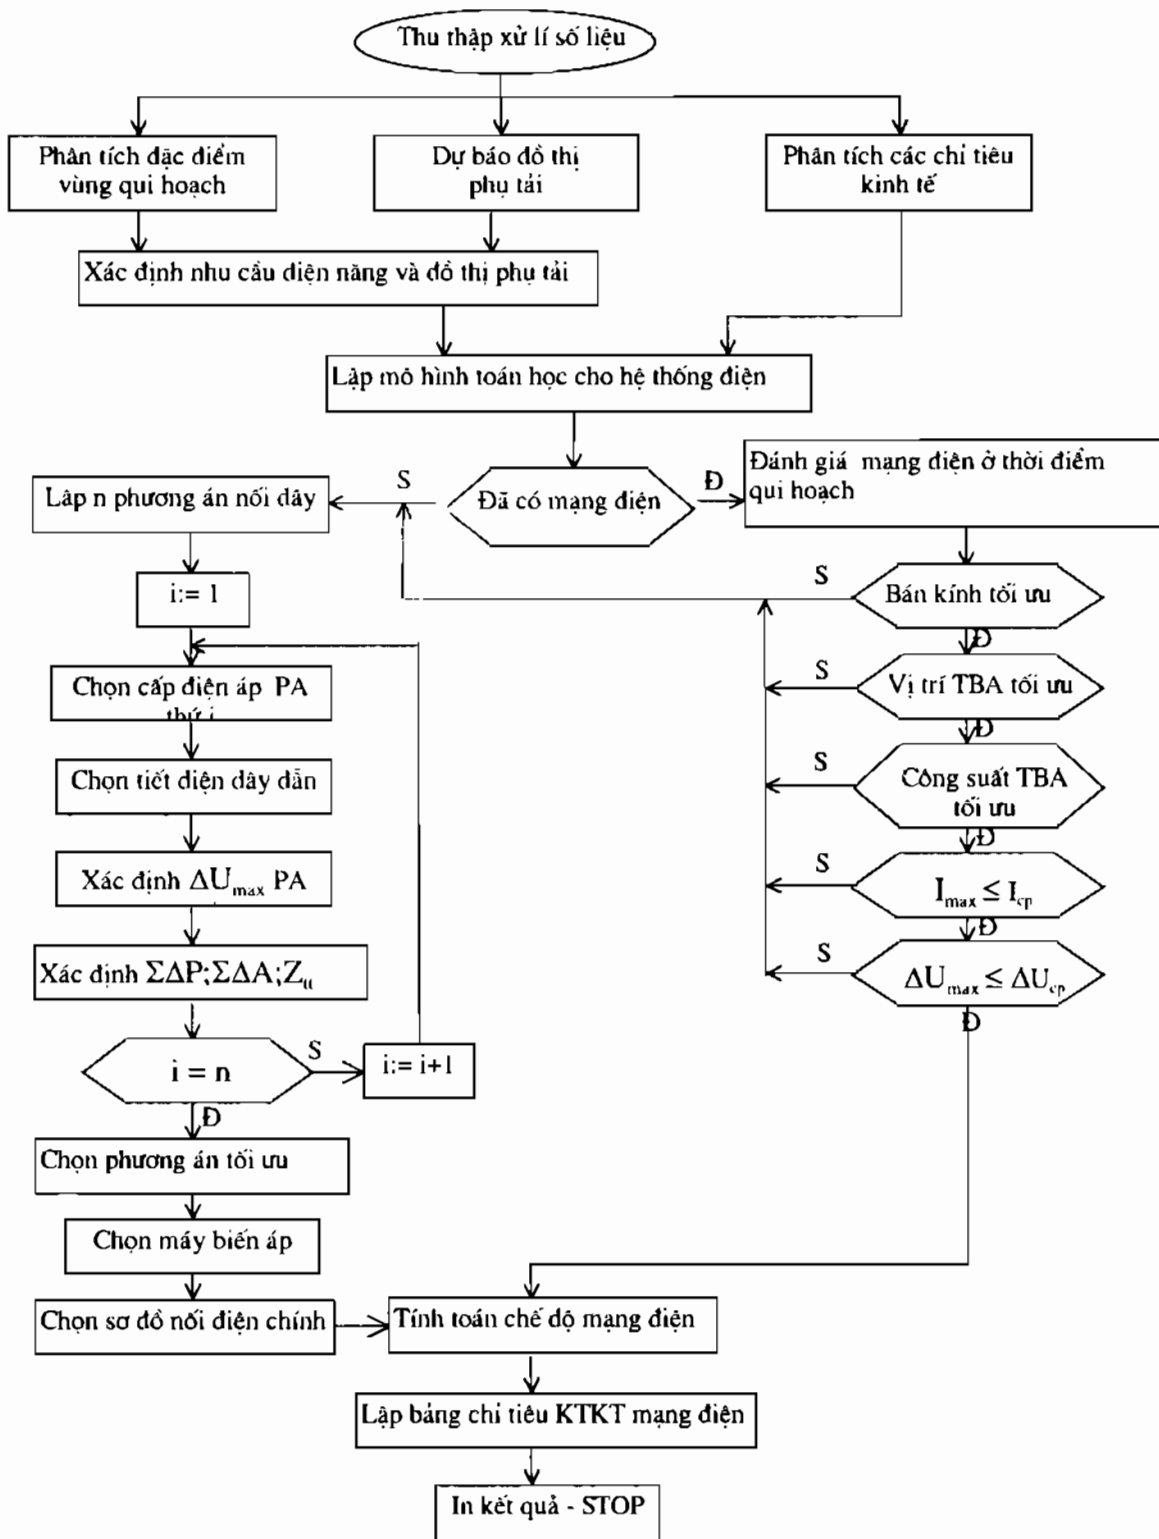 Thu thập xử lí số liệu
Phân tích đặc điểm
vùng qui hoạch
Dự báo đồ thị
phụ tải
Phân tích các chỉ tiêu
kinh tế
Xác định nhu cầu điện năng và đồ thị phụ tải
Lập mô hình toán học cho hệ thống điện
Đã có mạng điện
S
Đ
Lập n phương án nối dây
Đánh giá mạng điện ở thời điểm
qui hoạch
i:= 1
S
Bán kính tối ưu
Đ
Chọn cấp điện áp PA
thứ i
S
Vị trí TBA tối ưu
Đ
Chọn tiết diện dây dẫn
S
Công suất TBA
tối ưu
Đ
Xác định ΔU_max PA
S
I_max ≤ I_cp
Đ
Xác định ΣΔP;ΣΔA;Z_tt
S
ΔU_max ≤ ΔU_cp
Đ
i = n
S
i:= i+1
Đ
Chọn phương án tối ưu
Chọn máy biến áp
Chọn sơ đồ nối điện chính
Tính toán chế độ mạng điện
Lập bảng chỉ tiêu KTKT mạng điện
In kết quả - STOP